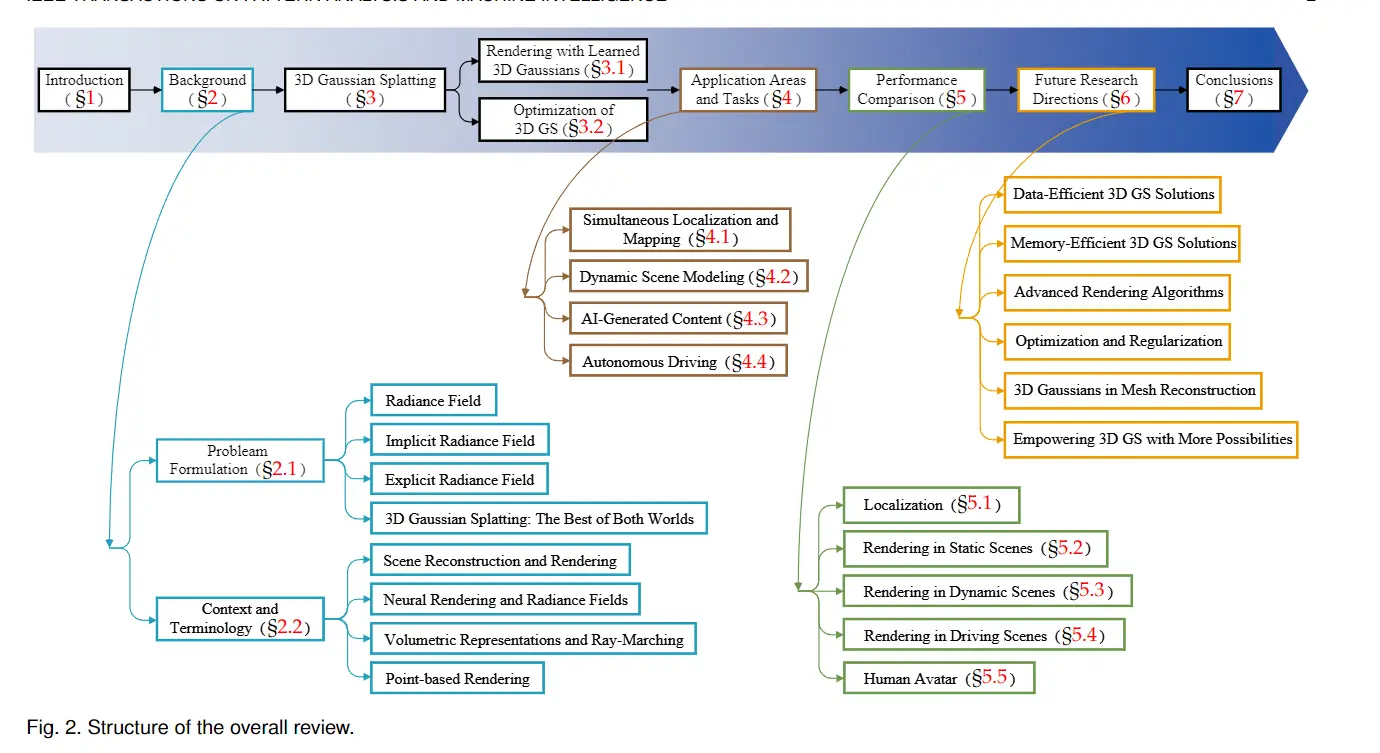 IEEE TRANSACTIONS ON PATTERN ANALYSIS AND MACHINE INTELLIGENCE
Introduction
(§1)
Background
(§2)
3D Gaussian Splatting
(§3)
Rendering with Learned
3D Gaussians (§3.1)
Optimization of
3D GS (§3.2)
Application Areas
and Tasks (§4)
Performance
Comparison (§5)
Future Research
Directions (§6)
Conclusions
(§7)
Simultaneous Localization and
Mapping (§4.1)
Dynamic Scene Modeling (§4.2)
AI-Generated Content (§4.3)
Autonomous Driving (§4.4)
Data-Efficient 3D GS Solutions
Memory-Efficient 3D GS Solutions
Advanced Rendering Algorithms
Optimization and Regularization
3D Gaussians in Mesh Reconstruction
Empowering 3D GS with More Possibilities
Probleam
Formulation (§2.1)
Radiance Field
Implicit Radiance Field
Explicit Radiance Field
3D Gaussian Splatting: The Best of Both Worlds
Context and
Terminology (§2.2)
Scene Reconstruction and Rendering
Neural Rendering and Radiance Fields
Volumetric Representations and Ray-Marching
Point-based Rendering
Localization (§5.1)
Rendering in Static Scenes (§5.2)
Rendering in Dynamic Scenes (§5.3)
Rendering in Driving Scenes (§5.4)
Human Avatar (§5.5)
Fig. 2. Structure of the overall review.